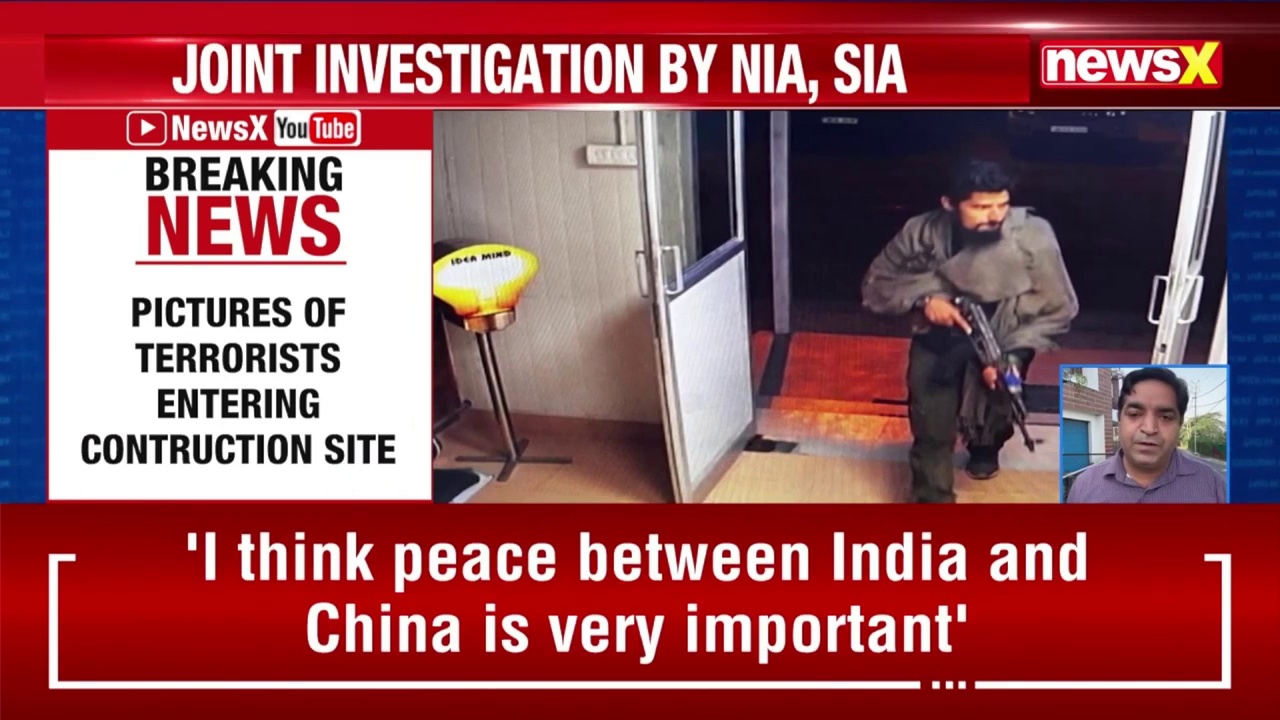 JOINT INVESTIGATION BY NIA, SIA
newsX
NewsX YouTube
BREAKING
NEWS
PICTURES OF
TERRORISTS
ENTERING
CONTRUCTION SITE
IDEA MIND
'I think peace between India and
China is very important'